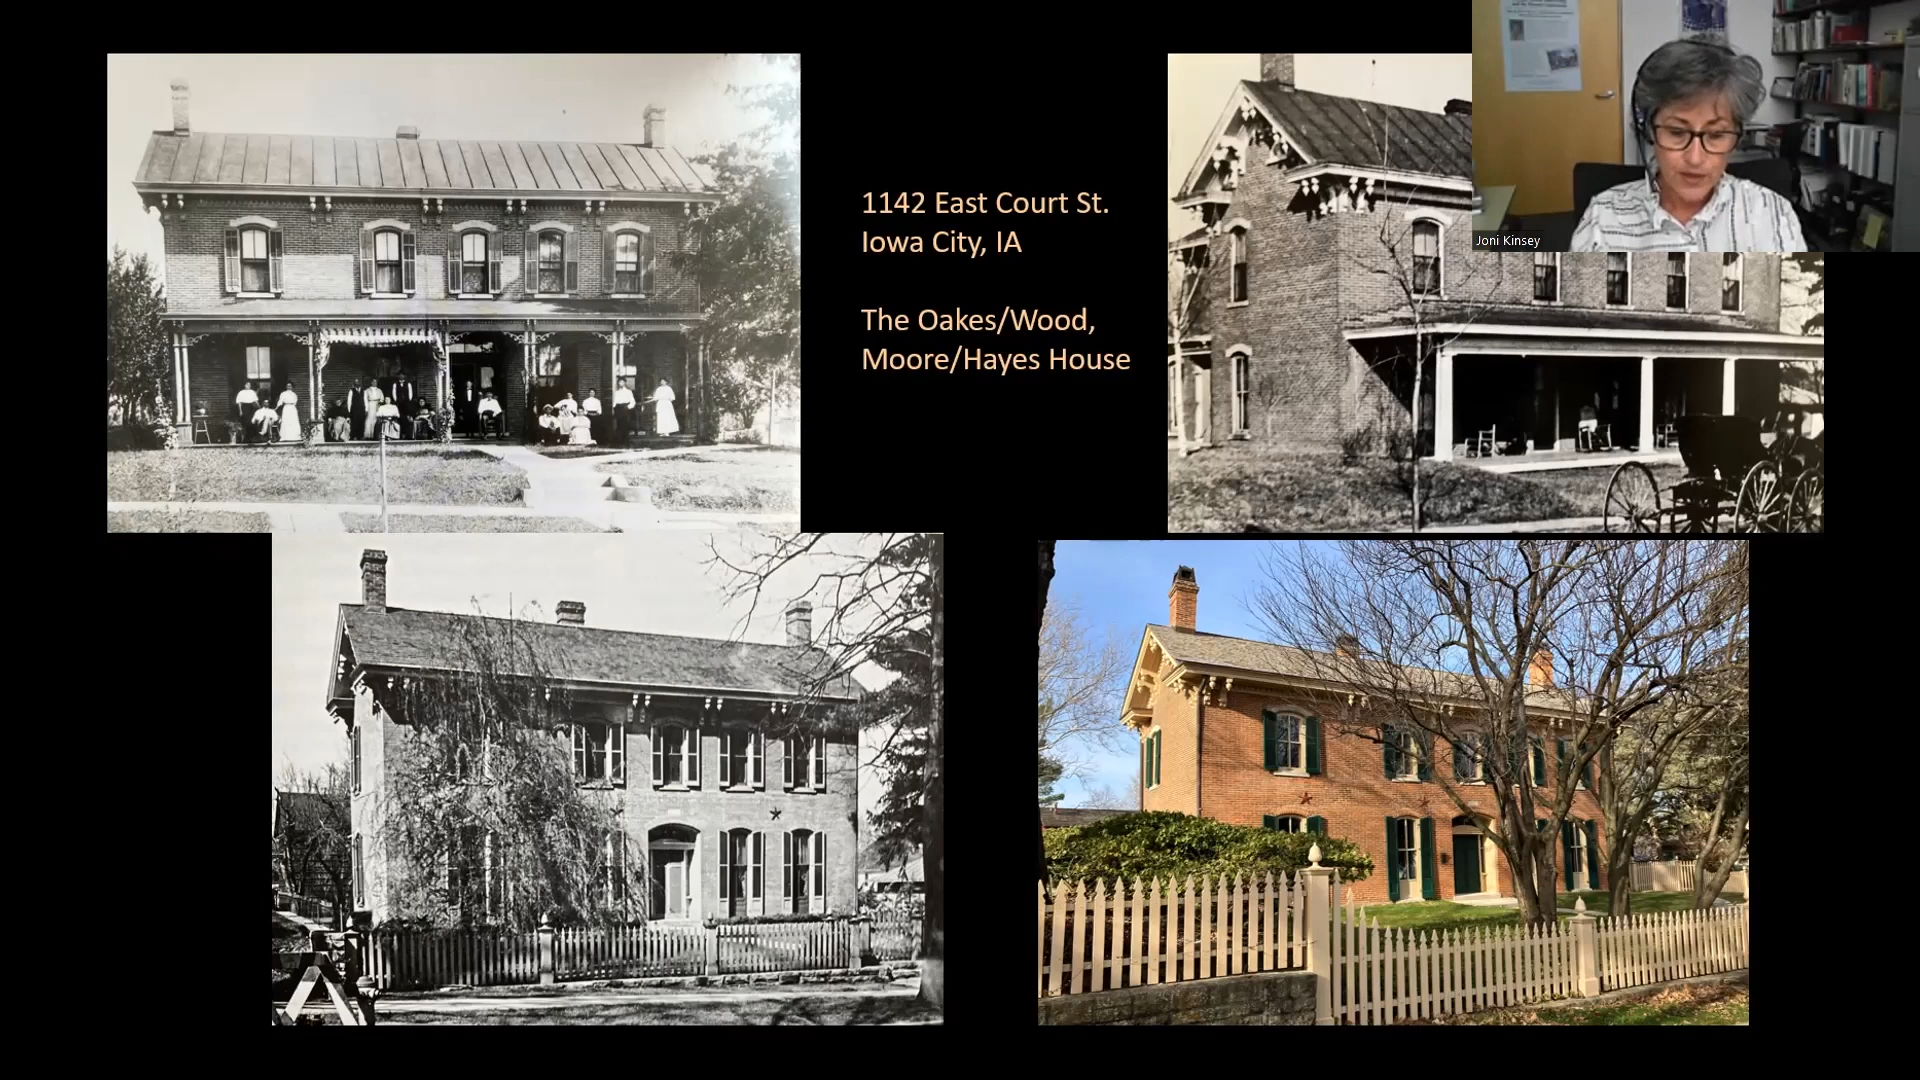 1142 East Court St.
Iowa City, IA
The Oakes/Wood,
Moore/Hayes House
Joni Kinsey